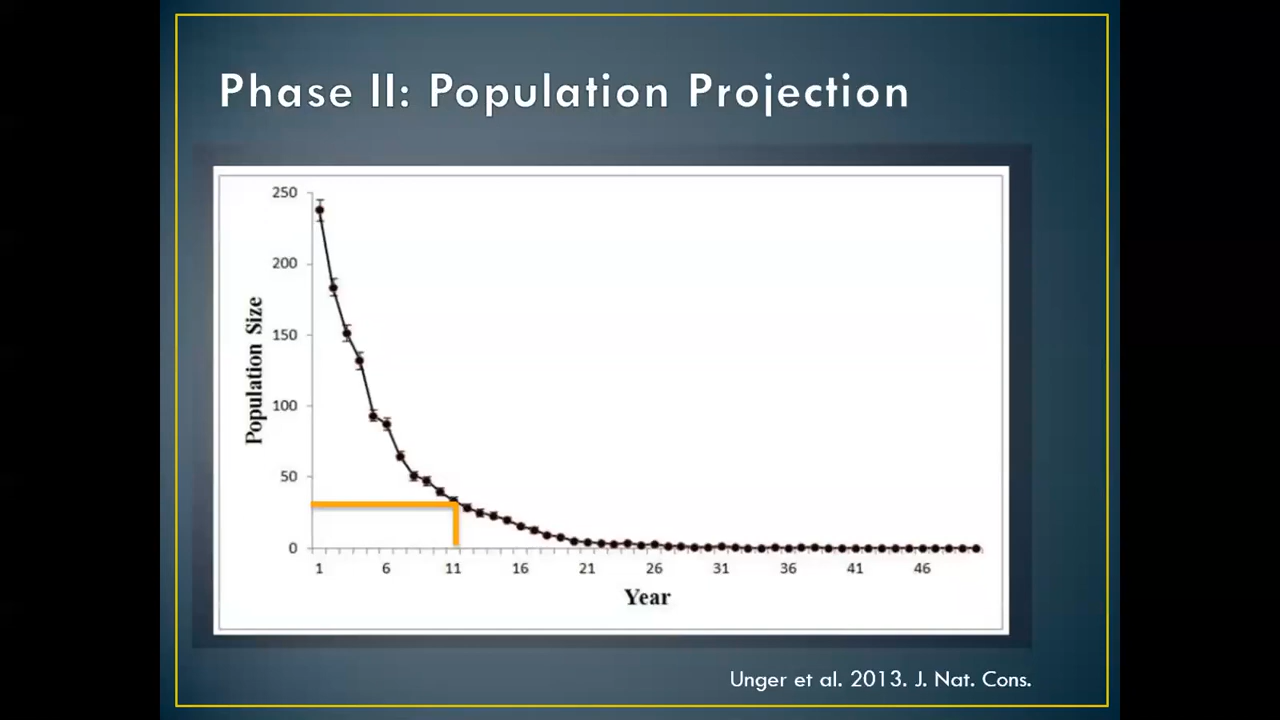 Phase II: Population Projection
250
200
150
100
50
0
Population Size
1 6 11 16 21 26 31 36 41 46
Year
Unger et al. 2013. J. Nat. Cons.